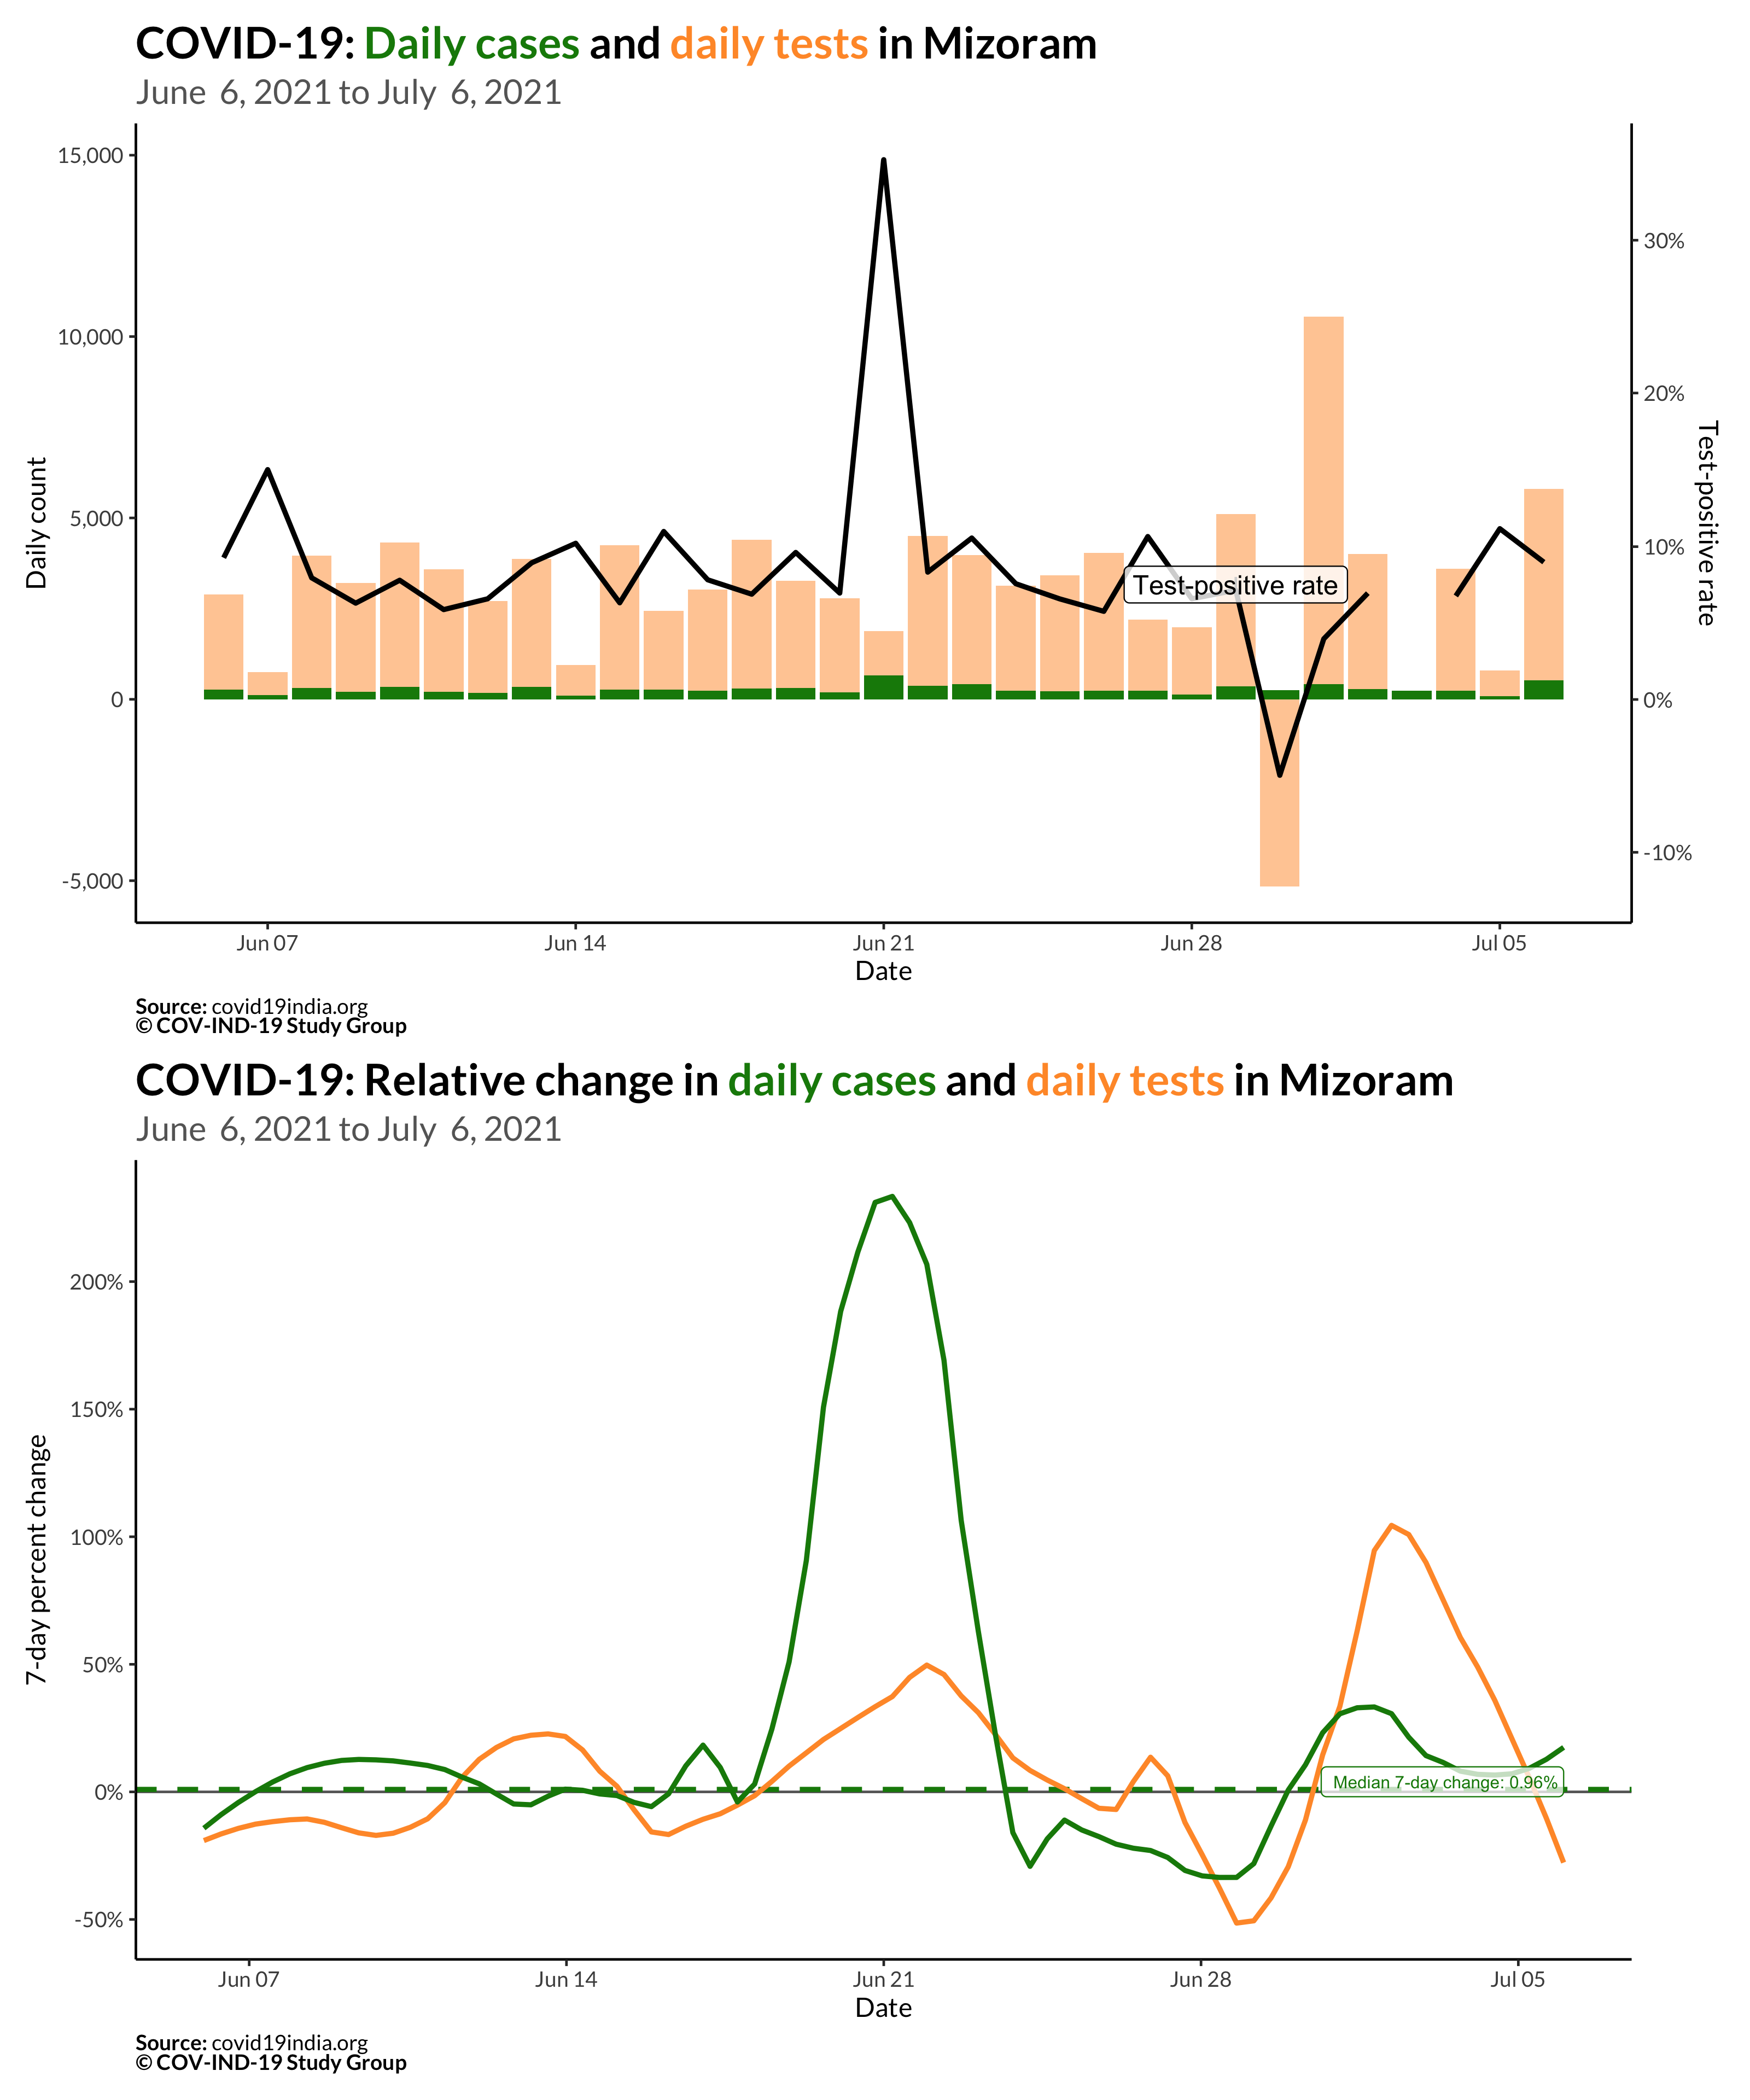 COVID-19: Daily cases and daily tests in Mizoram
June 6, 2021 to July 6, 2021
15,000
10,000
5,000
0
-5,000
Daily count
30%
20%
10%
0%
-10%
Test-positive rate
Test-positive rate
Jun 07
Jun 14
Jun 21
Jun 28
Jul 05
Date
Source: covid19india.org
© COV-IND-19 Study Group
COVID-19: Relative change in daily cases and daily tests in Mizoram
June 6, 2021 to July 6, 2021
200%
150%
100%
50%
0%
-50%
7-day percent change
Median 7-day change: 0.96%
Jun 07
Jun 14
Jun 21
Jun 28
Jul 05
Date
Source: covid19india.org
© COV-IND-19 Study Group